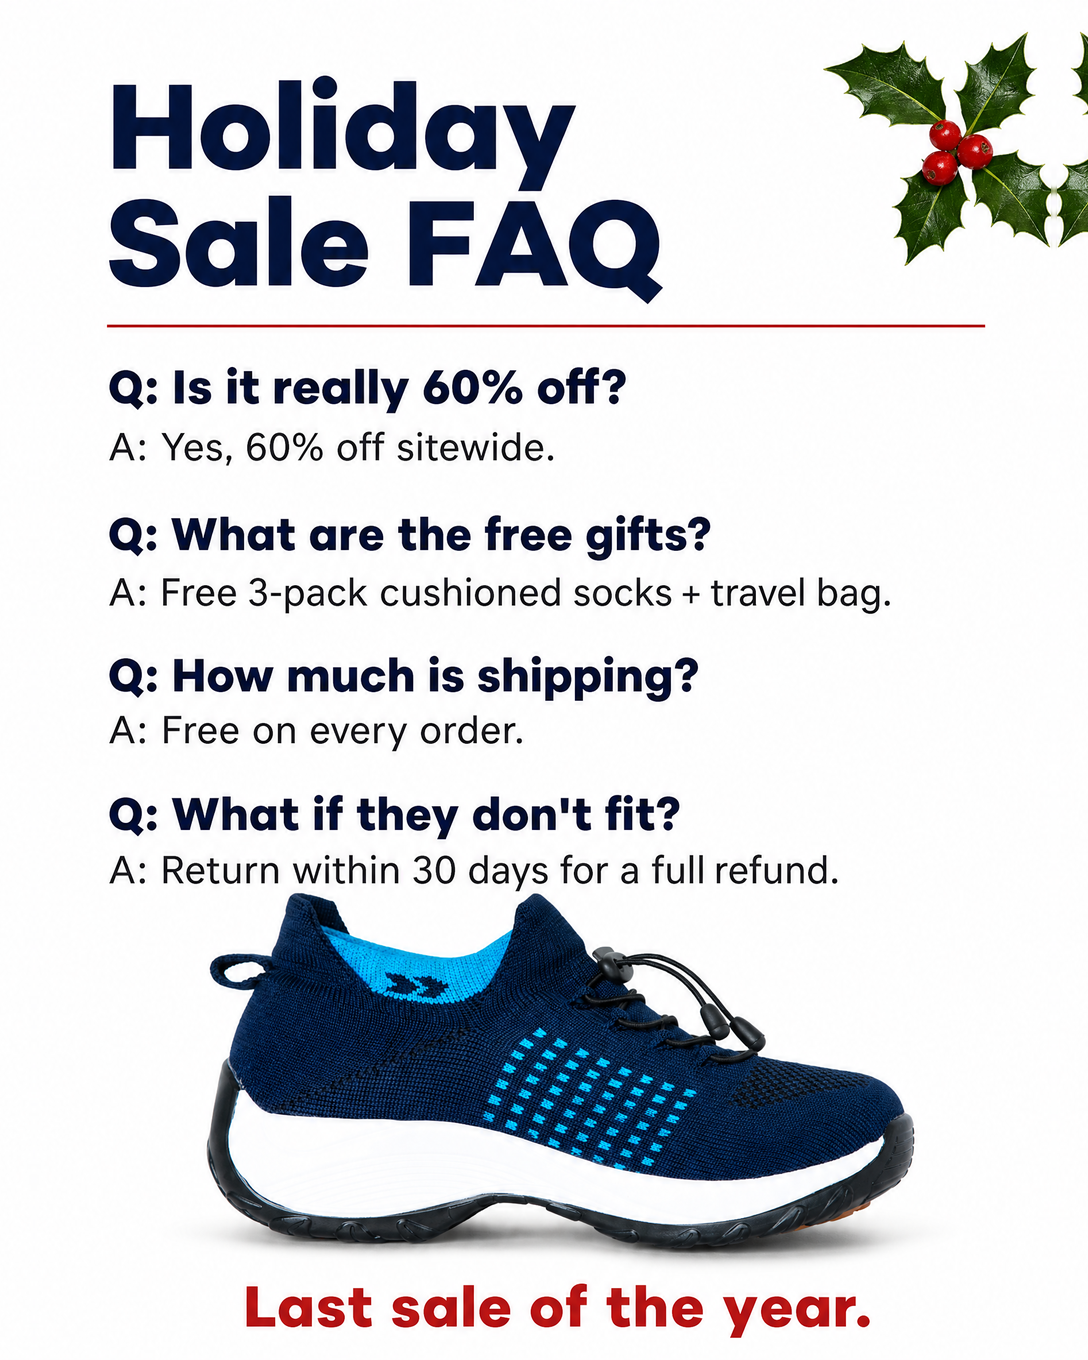 Holiday
Sale FAQ
Q: Is it really 60% off?
A: Yes, 60% off sitewide.
Q: What are the free gifts?
A: Free 3-pack cushioned socks + travel bag.
Q: How much is shipping?
A: Free on every order.
Q: What if they don't fit?
A: Return within 30 days for a full refund.
Last sale of the year.